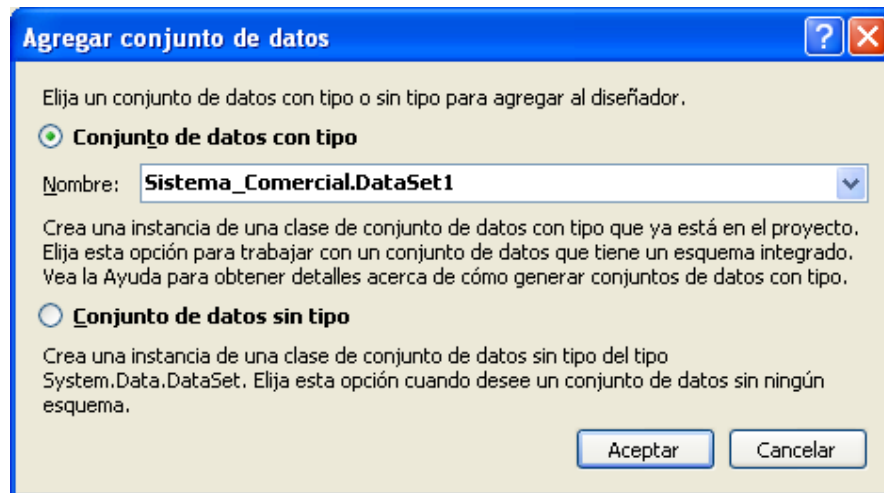 Agregar conjunto de datos
Elija un conjunto de datos con tipo o sin tipo para agregar al diseñador.
Conjunto de datos con tipo
Nombre: Sistema_Comercial.DataSet1
Crea una instancia de una clase de conjunto de datos con tipo que ya está en el proyecto.
Elija esta opción para trabajar con un conjunto de datos que tiene un esquema integrado.
Vea la Ayuda para obtener detalles acerca de cómo generar conjuntos de datos con tipo.
Conjunto de datos sin tipo
Crea una instancia de una clase de conjunto de datos sin tipo del tipo
System.Data.DataSet. Elija esta opción cuando desee un conjunto de datos sin ningún
esquema.
Aceptar Cancelar